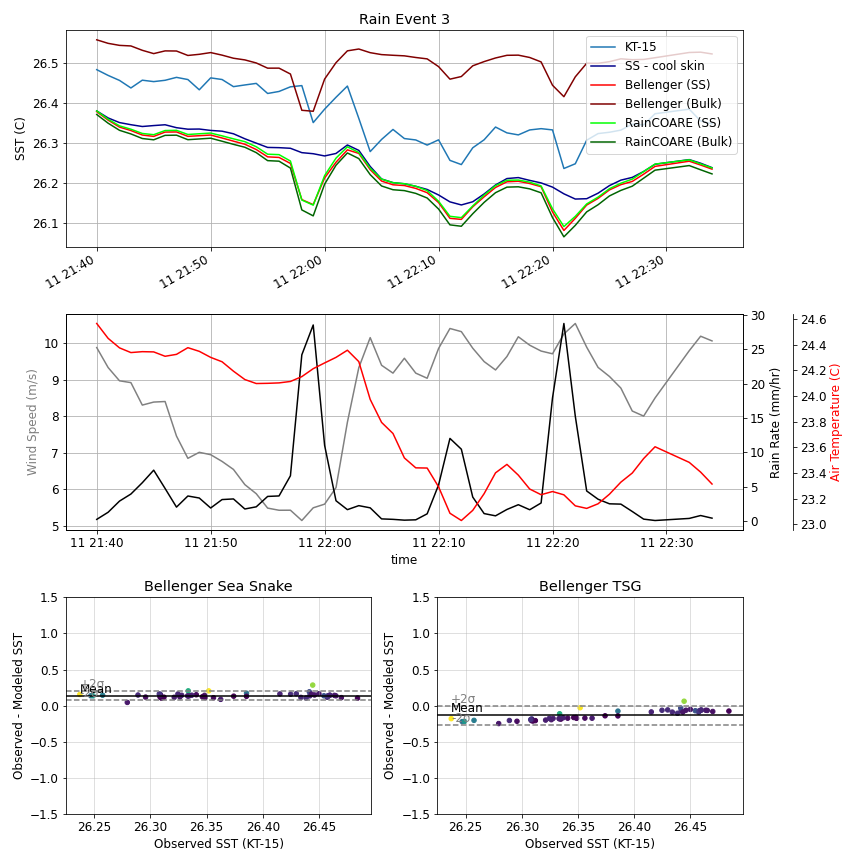 Rain Event 3
SST (C)
26.5
26.4
26.3
26.2
26.1
KT-15
SS - cool skin
Bellenger (SS)
Bellenger (Bulk)
RainCOARE (SS)
RainCOARE (Bulk)
11 21:40
11 21:50
11 22:00
11 22:10
11 22:20
11 22:30
Wind Speed (m/s)
10
9
8
7
6
5
30
25
20
15
10
5
0
Rain Rate (mm/hr)
24.6
24.4
24.2
24.0
23.8
23.6
23.4
23.2
23.0
Air Temperature (C)
11 21:40
11 21:50
11 22:00
11 22:10
11 22:20
11 22:30
time
Bellenger Sea Snake
Observed - Modeled SST
1.5
1.0
0.5
0.0
−0.5
−1.0
−1.5
+2σ
Mean
26.25
26.30
26.35
26.40
26.45
Observed SST (KT-15)
Bellenger TSG
Observed - Modeled SST
1.5
1.0
0.5
0.0
−0.5
−1.0
−1.5
+2σ
Mean
-2σ
26.25
26.30
26.35
26.40
26.45
Observed SST (KT-15)